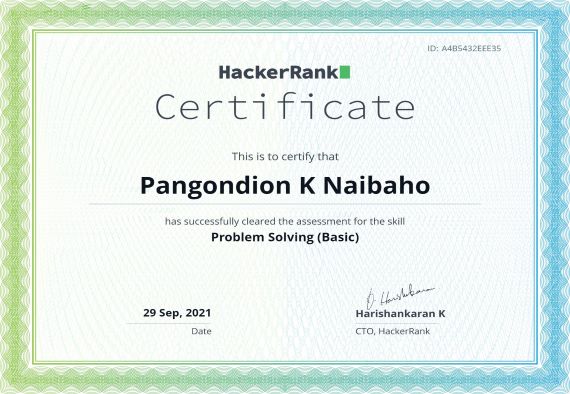 ID: A4B5432EEE35
HackerRank
Certificate
This is to certify that
Pangondion K Naibaho
has successfully cleared the assessment for the skill
Problem Solving (Basic)
29 Sep, 2021
Date
Harishankaran
Harishankaran K
CTO, HackerRank